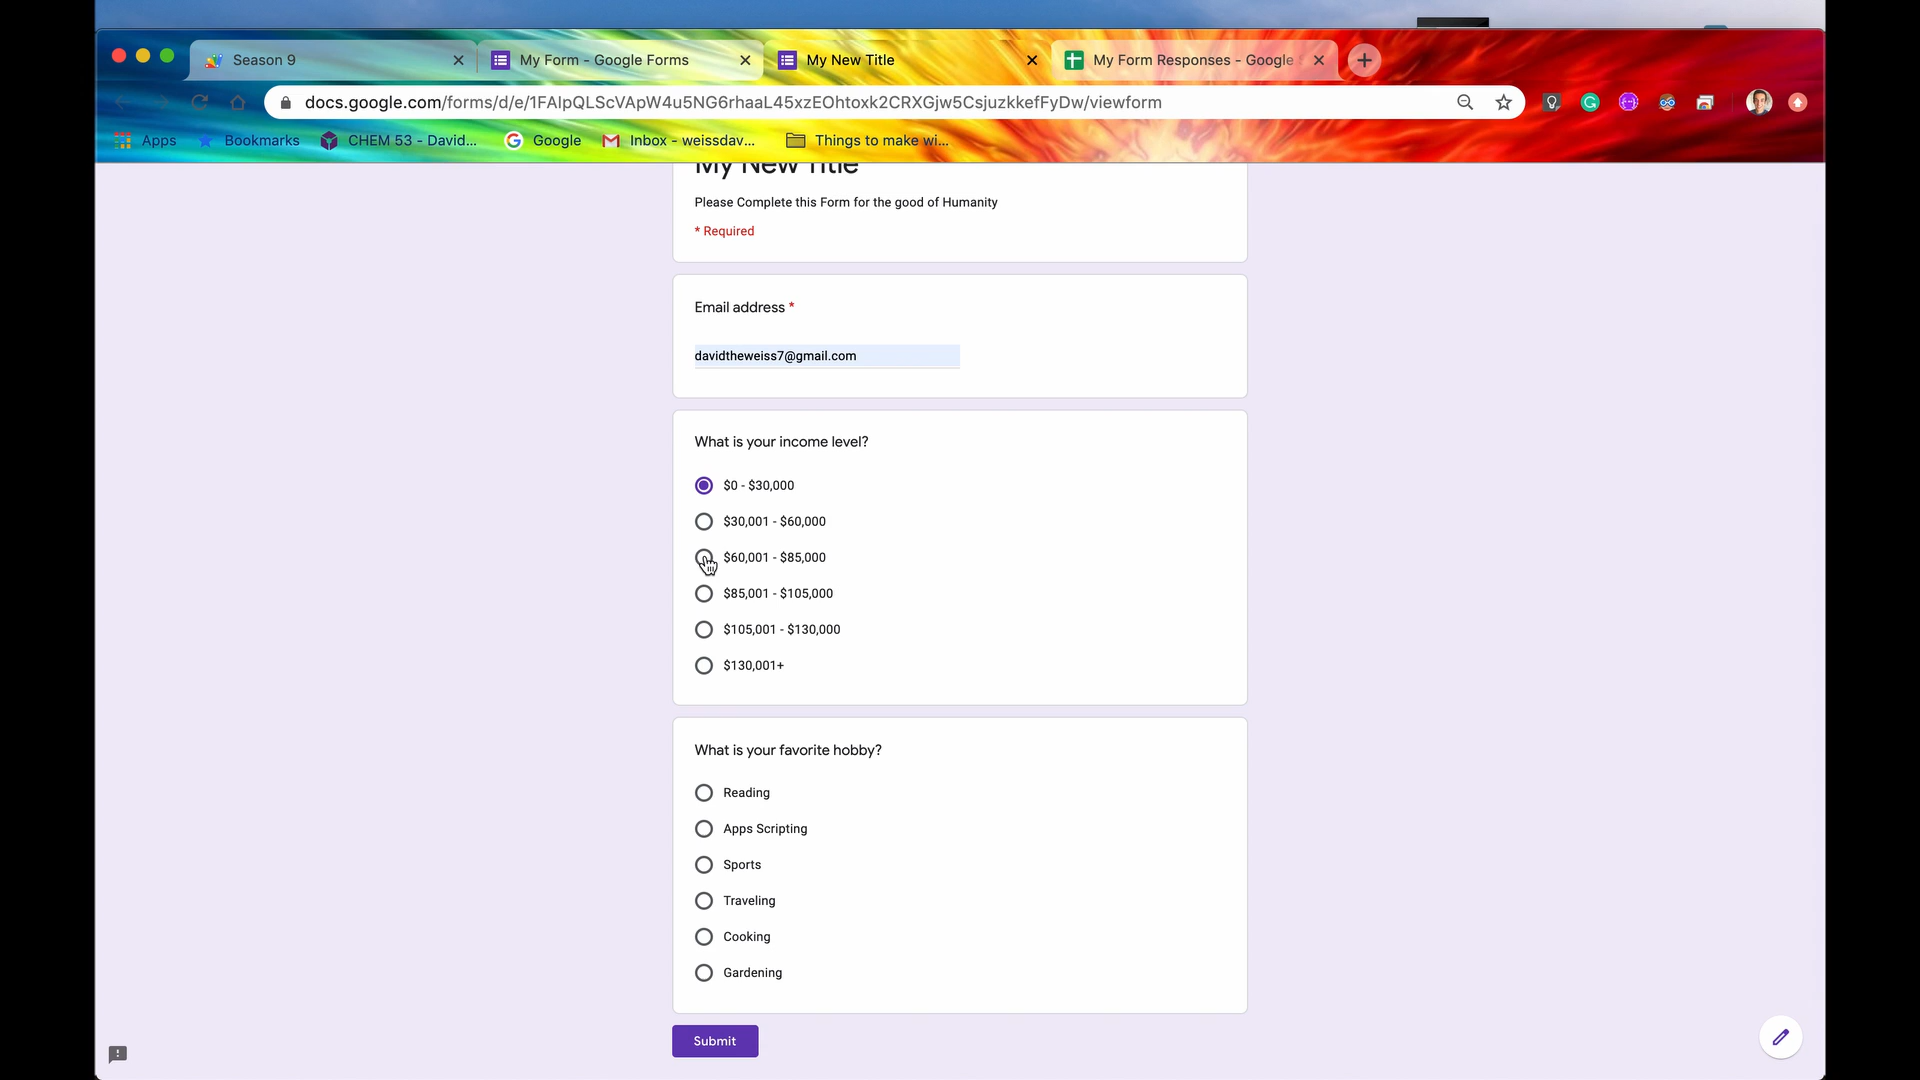 Season 9
My Form - Google Forms
My New Title
My Form Responses - Google S
docs.google.com/forms/d/e/1FAIpQLScVApW4u5NG6rhaaL45xzEOhtoxk2CRXGjw5CsjuzkkefFyDw/viewform
Apps
Bookmarks
CHEM 53 - David...
Google
Inbox - weissdav...
Things to make wi...
My New Title
Please Complete this Form for the good of Humanity
* Required
Email address *
davidtheweiss7@gmail.com
What is your income level?
$0 - $30,000
$30,001 - $60,000
$60,001 - $85,000
$85,001 - $105,000
$105,001 - $130,000
$130,001+
What is your favorite hobby?
Reading
Apps Scripting
Sports
Traveling
Cooking
Gardening
Submit